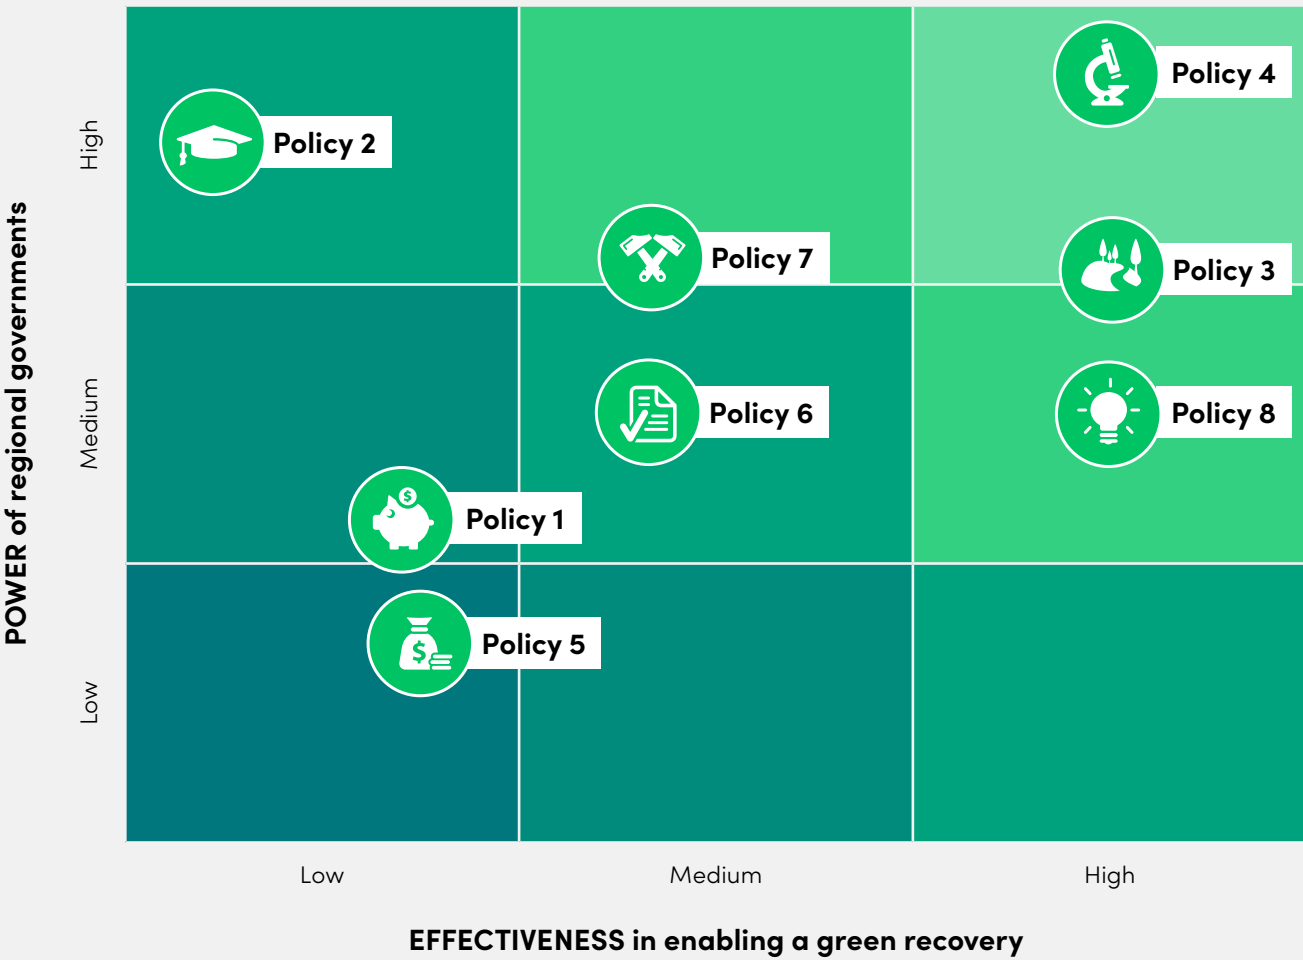 POWER of regional governments
High
Medium
Low
Policy 4
Policy 2
Policy 7
Policy 3
Policy 6
Policy 8
$
Policy 1
Policy 5
$
Low
Medium
High
EFFECTIVENESS in enabling a green recovery